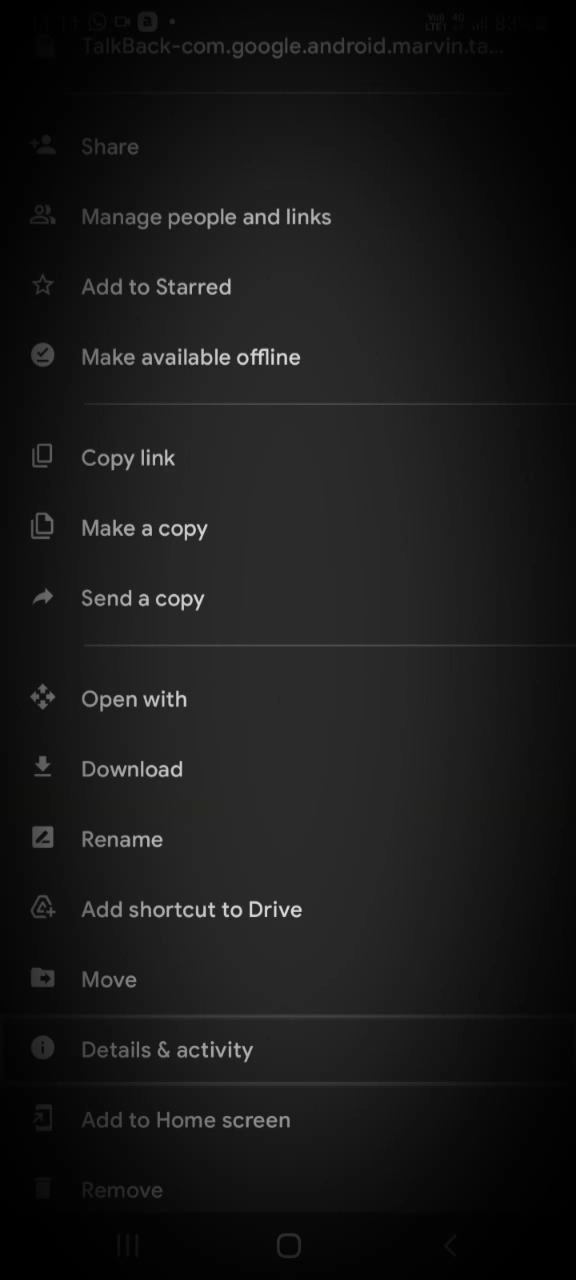 TalkBack-com.google.android.marvin.ta...
Share
Manage people and links
Add to Starred
Make available offline
Copy link
Make a copy
Send a copy
Open with
Download
Rename
Add shortcut to Drive
Move
Details & activity
Add to Home screen
Remove